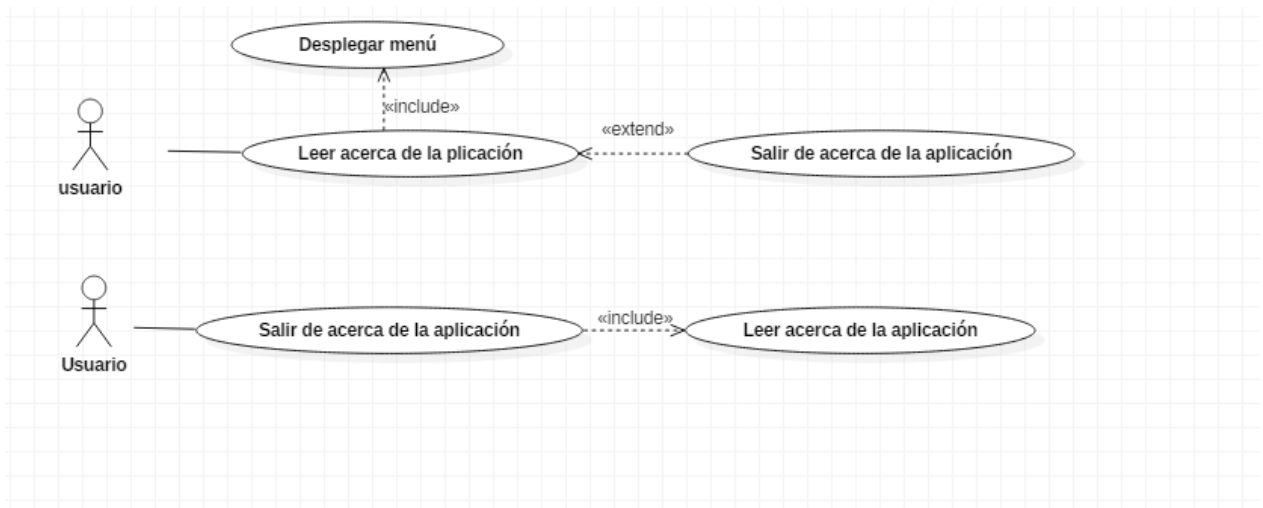 Desplegar menú
«include»
«extend»
Leer acerca de la plicación
Salir de acerca de la aplicación
usuario
«include»
Salir de acerca de la aplicación
Leer acerca de la aplicación
Usuario